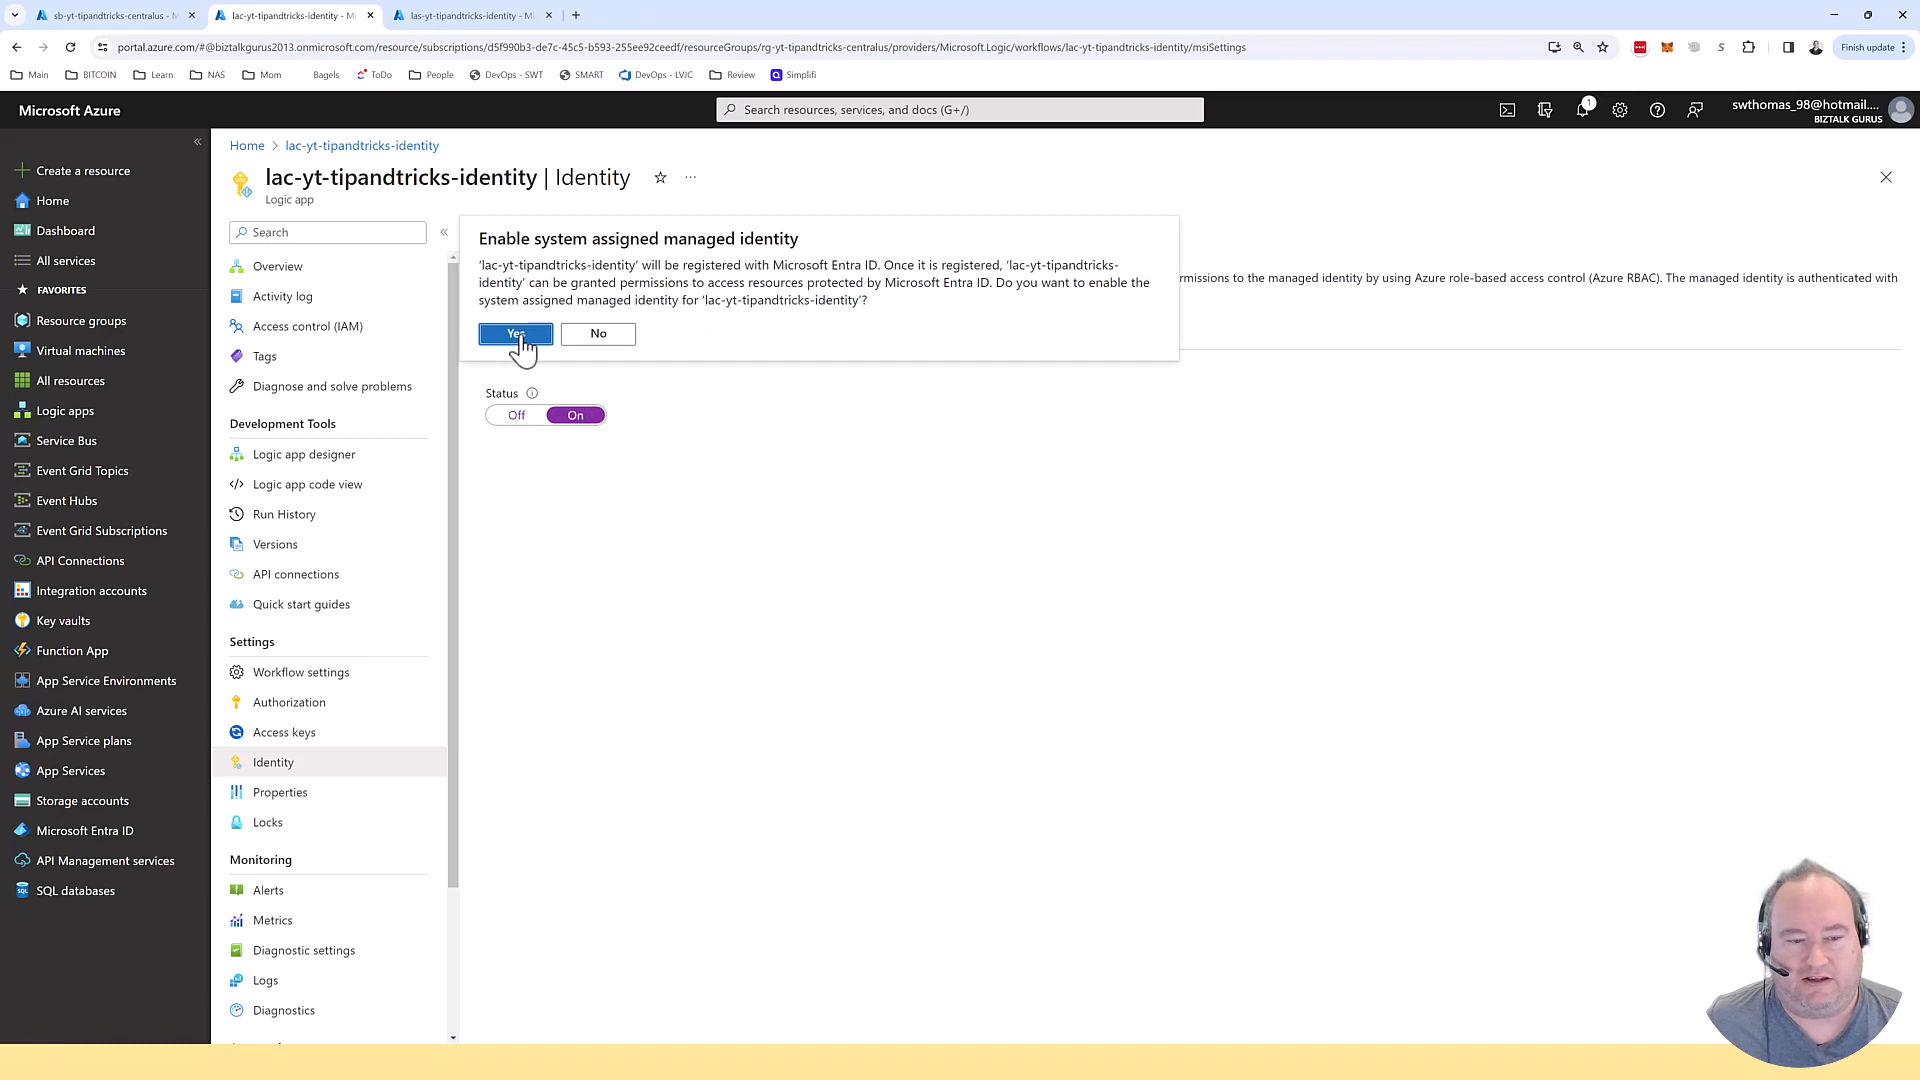 sb-yt-tipandtricks-centralus - M
lac-yt-tipandtricks-identity - Mi
las-yt-tipandtricks-identity - Mi
portal.azure.com/#@biztalkgurus2013.onmicrosoft.com/resource/subscriptions/d5f990b3-de7c-45c5-b593-255ee92ceedf/resourceGroups/rg-yt-tipandtricks-centralus/providers/Microsoft.Logic/workflows/lac-yt-tipandtricks-identity/msiSettings
Finish update
Main
BITCOIN
Learn
NAS
Mom
Bagels
ToDo
People
DevOps - SWT
SMART
DevOps - LVJC
Review
Simplifi
Microsoft Azure
Search resources, services, and docs (G+/)
1
swthomas_98@hotmail....
BIZTALK GURUS
Create a resource
Home
Dashboard
All services
FAVORITES
Resource groups
Virtual machines
All resources
Logic apps
Service Bus
Event Grid Topics
Event Hubs
Event Grid Subscriptions
API Connections
Integration accounts
Key vaults
Function App
App Service Environments
Azure AI services
App Service plans
App Services
Storage accounts
Microsoft Entra ID
API Management services
SQL databases
Home > lac-yt-tipandtricks-identity
lac-yt-tipandtricks-identity | Identity
Logic app
Search
Overview
Activity log
Access control (IAM)
Tags
Diagnose and solve problems
Development Tools
Logic app designer
Logic app code view
Run History
Versions
API connections
Quick start guides
Settings
Workflow settings
Authorization
Access keys
Identity
Properties
Locks
Monitoring
Alerts
Metrics
Diagnostic settings
Logs
Diagnostics
Enable system assigned managed identity
'lac-yt-tipandtricks-identity' will be registered with Microsoft Entra ID. Once it is registered, 'lac-yt-tipandtricks-
identity' can be granted permissions to access resources protected by Microsoft Entra ID. Do you want to enable the
system assigned managed identity for 'lac-yt-tipandtricks-identity'?
Yes
No
rmissions to the managed identity by using Azure role-based access control (Azure RBAC). The managed identity is authenticated with
Status
Off
On